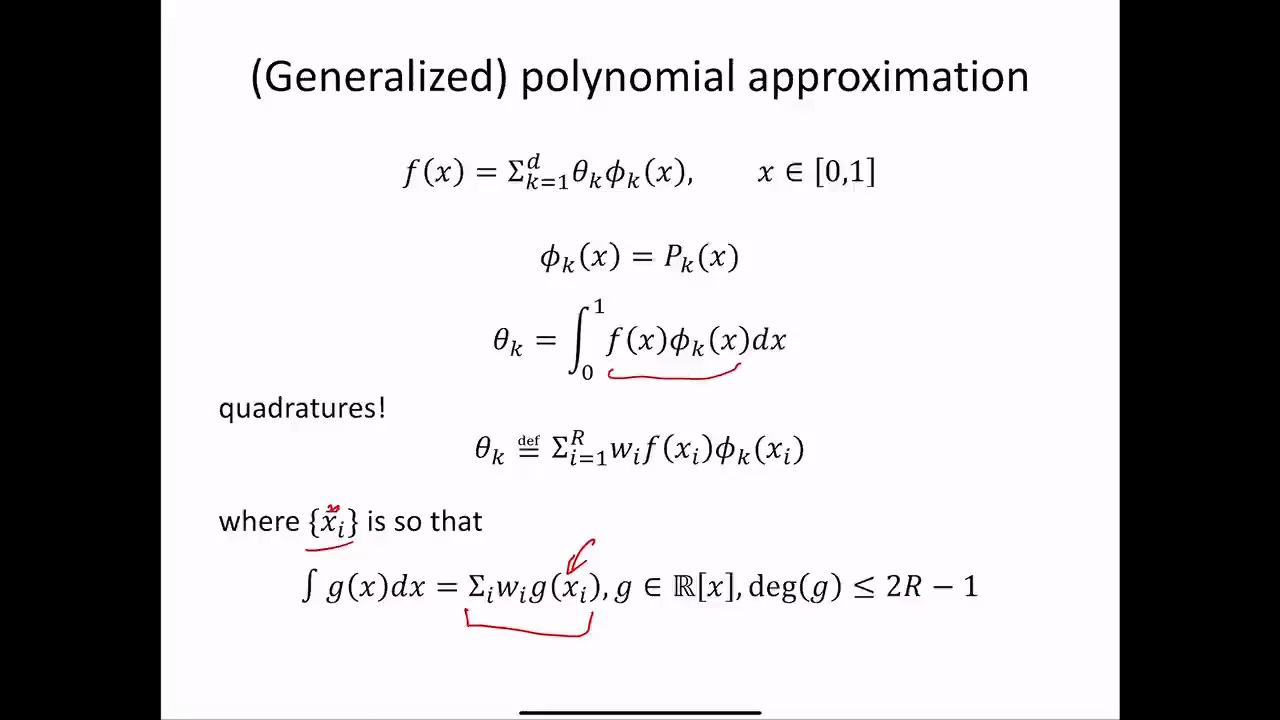 (Generalized) polynomial approximation
f(x) = Σ_{k=1}^{d} θ_k ϕ_k(x), x ∈ [0,1]
ϕ_k(x) = P_k(x)
θ_k = ∫_0^1 f(x)ϕ_k(x)dx
quadratures!
θ_k ≝ Σ_{i=1}^{R} w_i f(x_i)ϕ_k(x_i)
where {x_i} is so that
∫ g(x)dx = Σ_i w_i g(x_i), g ∈ ℝ[x], deg(g) ≤ 2R − 1